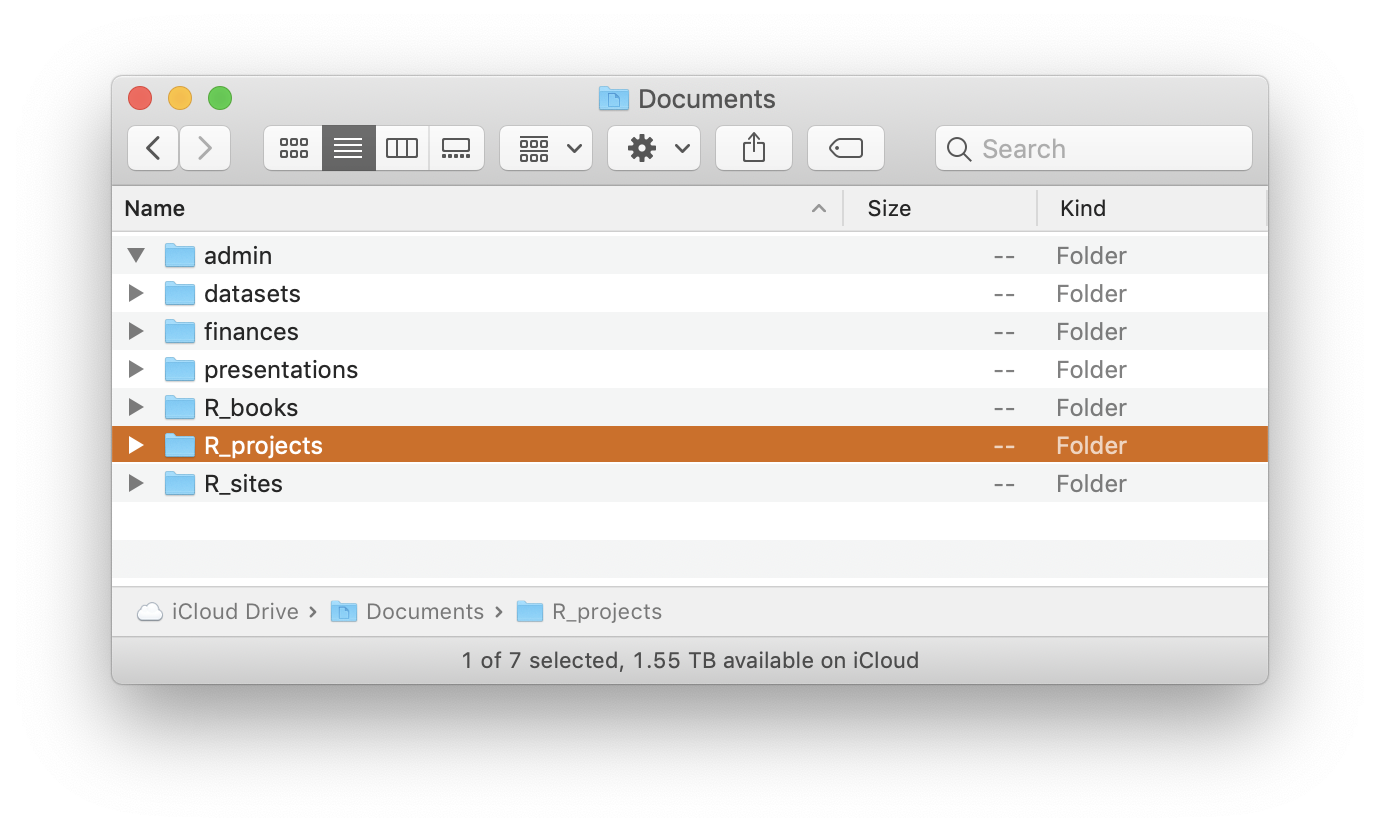 Documents
Search
Name Size Kind
admin -- Folder
datasets -- Folder
finances -- Folder
presentations -- Folder
R_books -- Folder
R_projects -- Folder
R_sites -- Folder
iCloud Drive › Documents › R_projects
1 of 7 selected, 1.55 TB available on iCloud